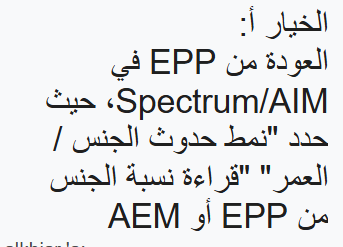 الخيار أ:
العودة من EPP في
Spectrum/AIM، حيث
حدد "نمط حدوث الجنس /
العمر" "قراءة نسبة الجنس
من EPP أو AEM